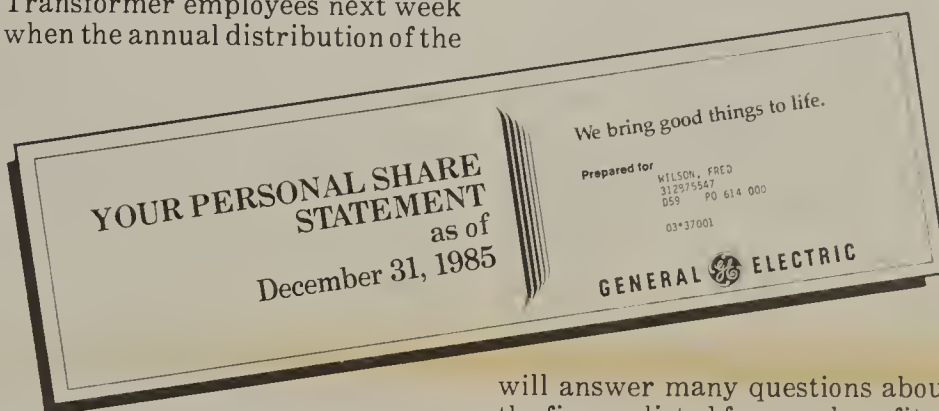 Transformer employees next week
when the annual distribution of the
YOUR PERSONAL SHARE
STATEMENT
as of
December 31, 1985
We bring good things to life.
Prepared for
WILSON, FRED
312975547
D59 PO 614 000
03*37001
GENERAL GE ELECTRIC
will answer many questions abou